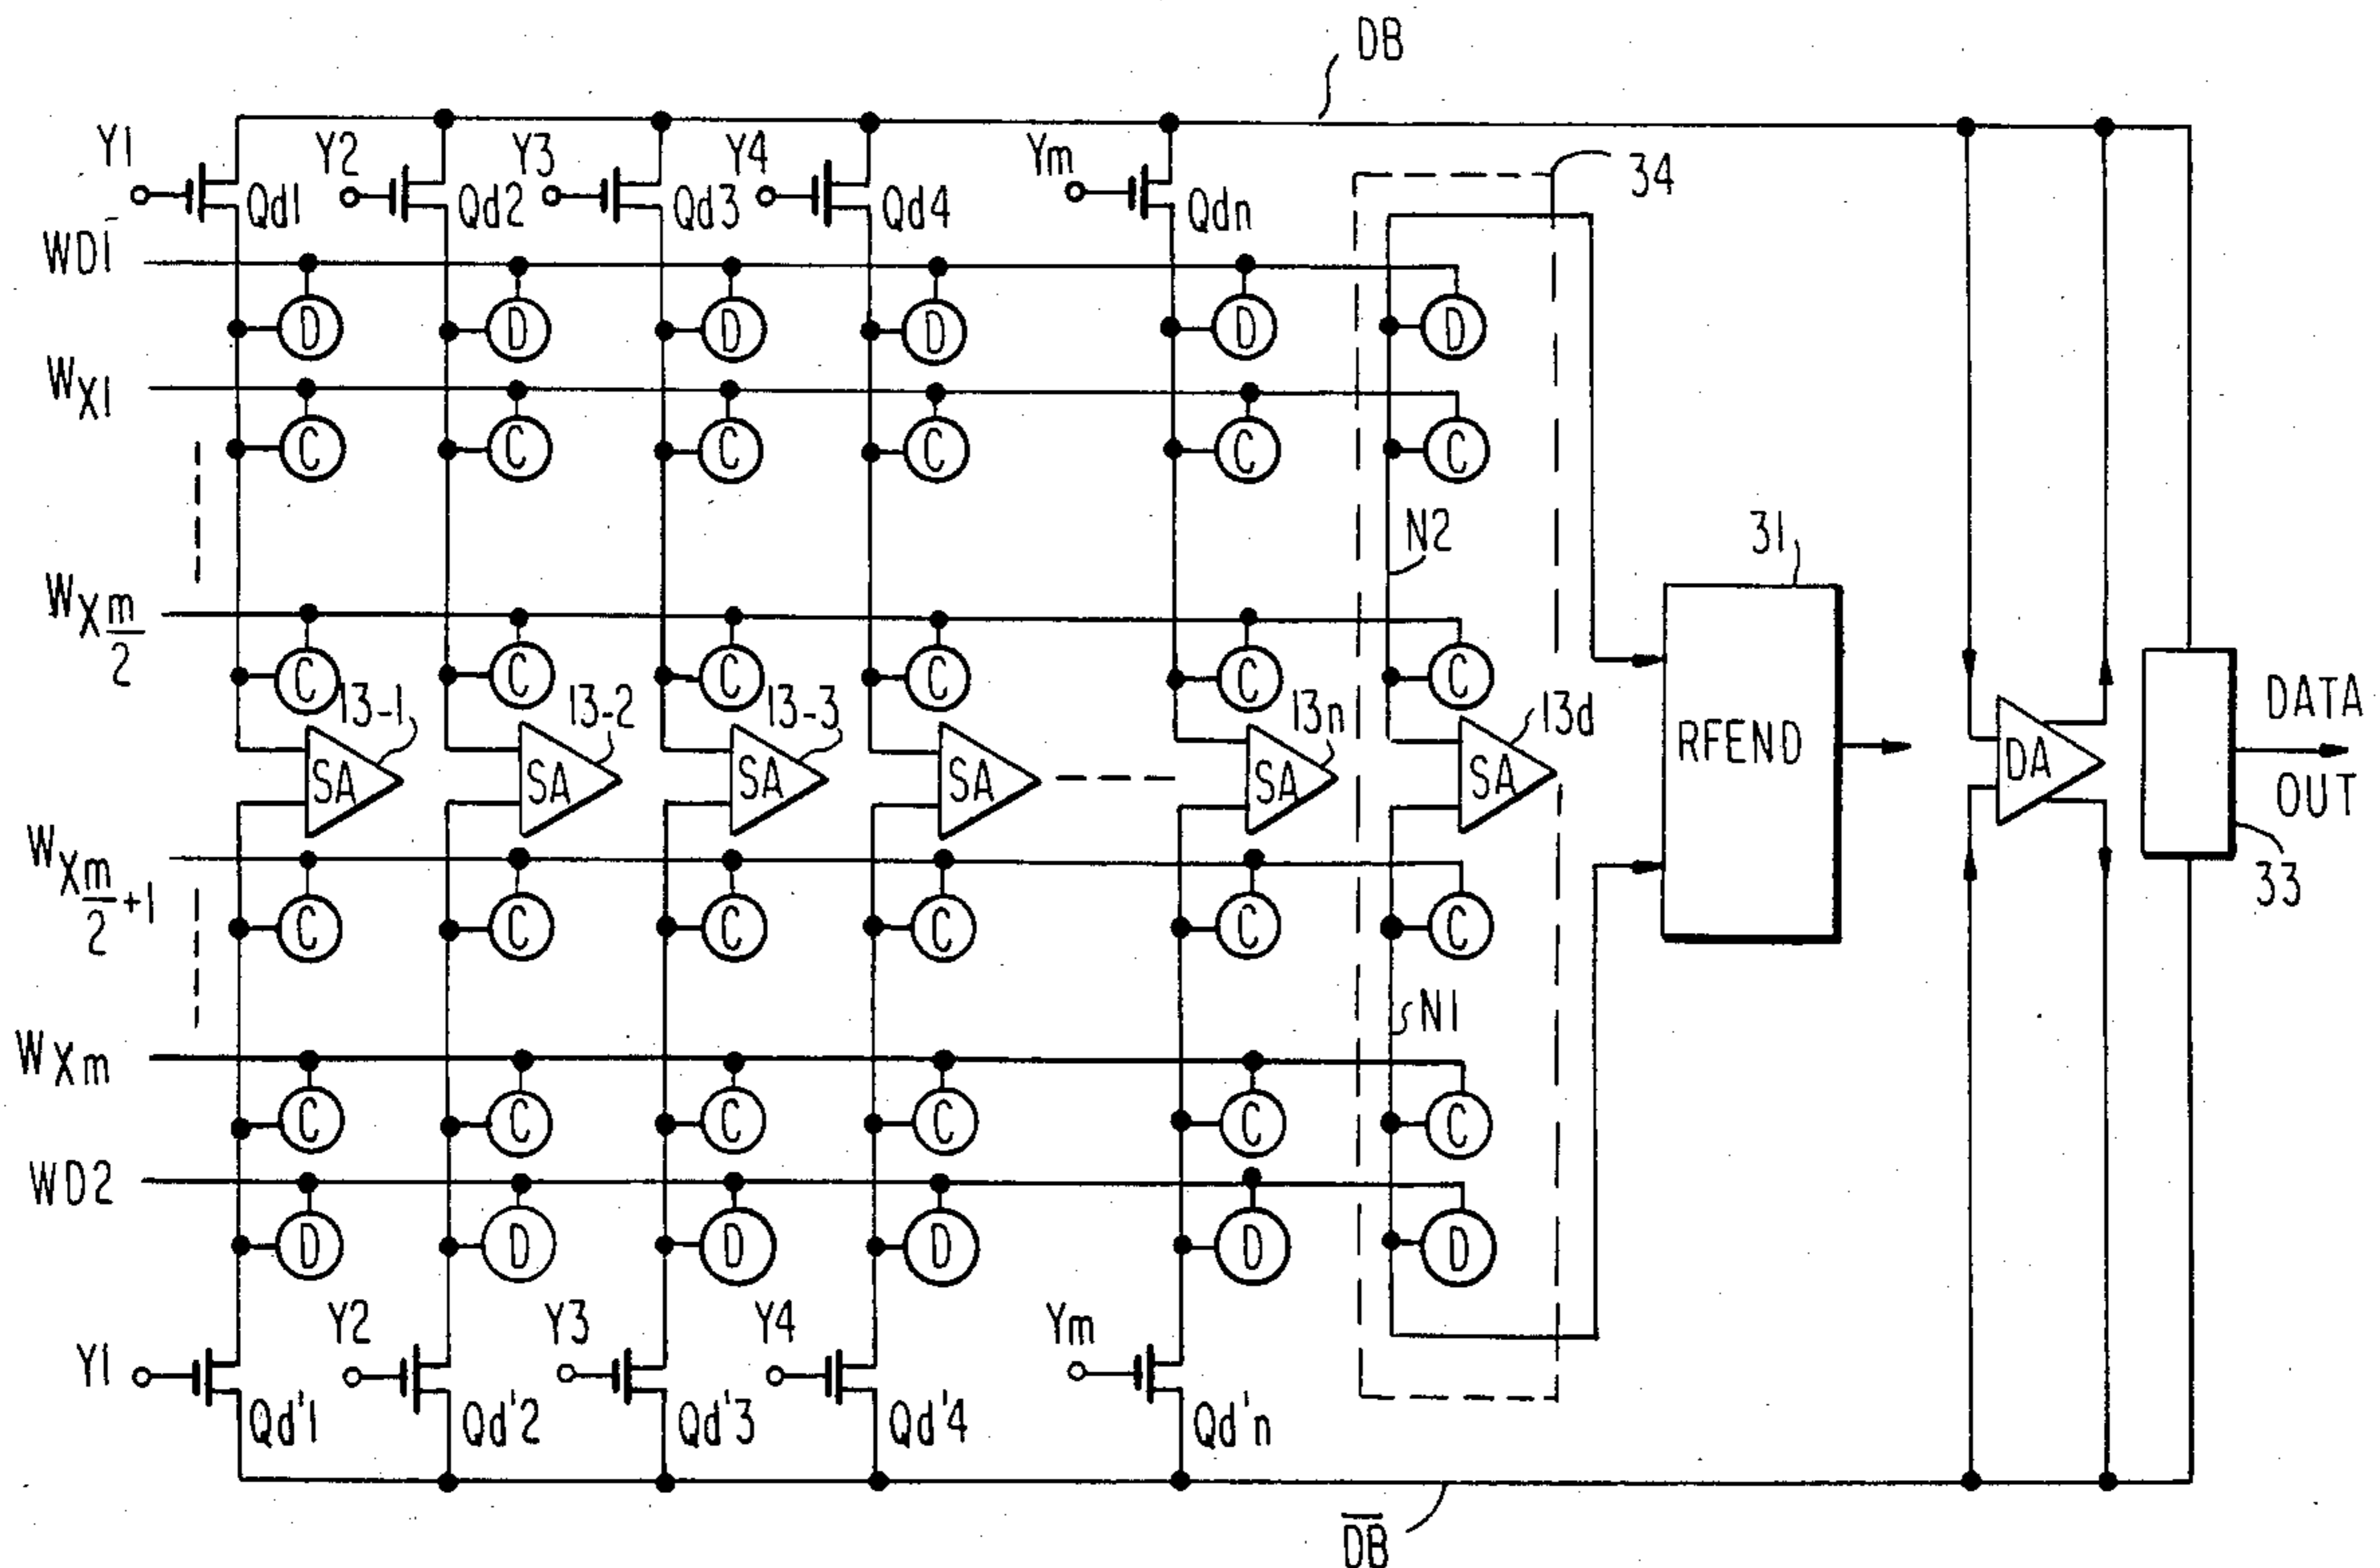 DB
Y1 Y2 Y3 Y4 Ym
Qd1 Qd2 Qd3 Qd4 Qdn
34
WD1
D D D D D D
WX1
C C C C C C
N2
31
WXm/2
C C C C C C
13-1 13-2 13-3 13n 13d
SA SA SA SA SA SA
RFEND
DA
DATA
OUT
33
WXm/2+1
C C C C C C
N1
WXm
C C C C C C
WD2
D D D D D D
Y1 Y2 Y3 Y4 Ym
Qd'1 Qd'2 Qd'3 Qd'4 Qd'n
D̅B̅